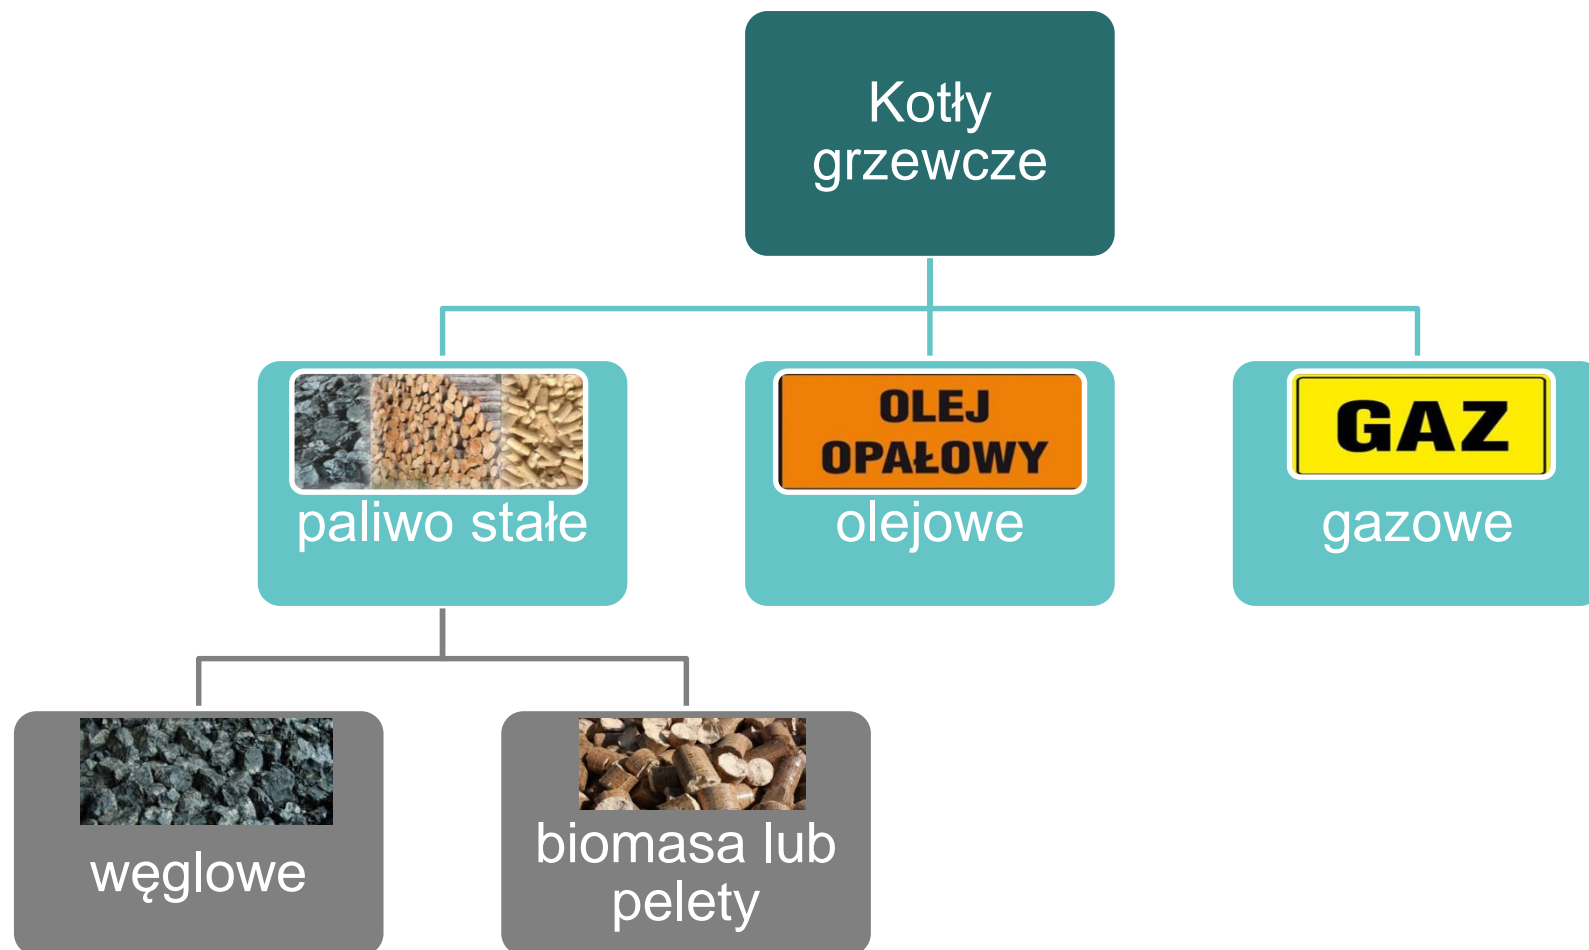 Kotły
grzewcze
paliwo stałe
OLEJ
OPAŁOWY
olejowe
GAZ
gazowe
węglowe
biomasa lub
pelety